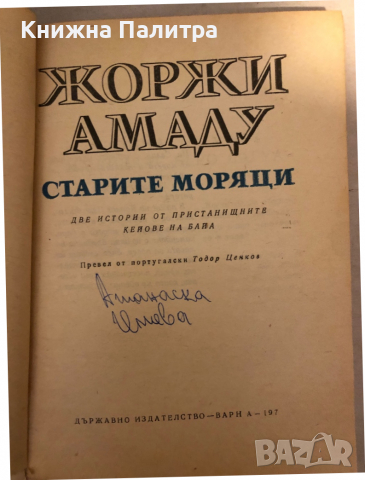 Книжна Палитра
ЖОРЖИ
АМАДУ
СТАРИТЕ МОРЯЦИ
ДВЕ ИСТОРИИ ОТ ПРИСТАНИЩНИТЕ
КЕЙОВЕ НА БАИЯ
Превел от португалски Тодор Ценков
Атанаска
ДЪРЖАВНО ИЗДАТЕЛСТВО—ВАРНА—197
BAZAR
bg